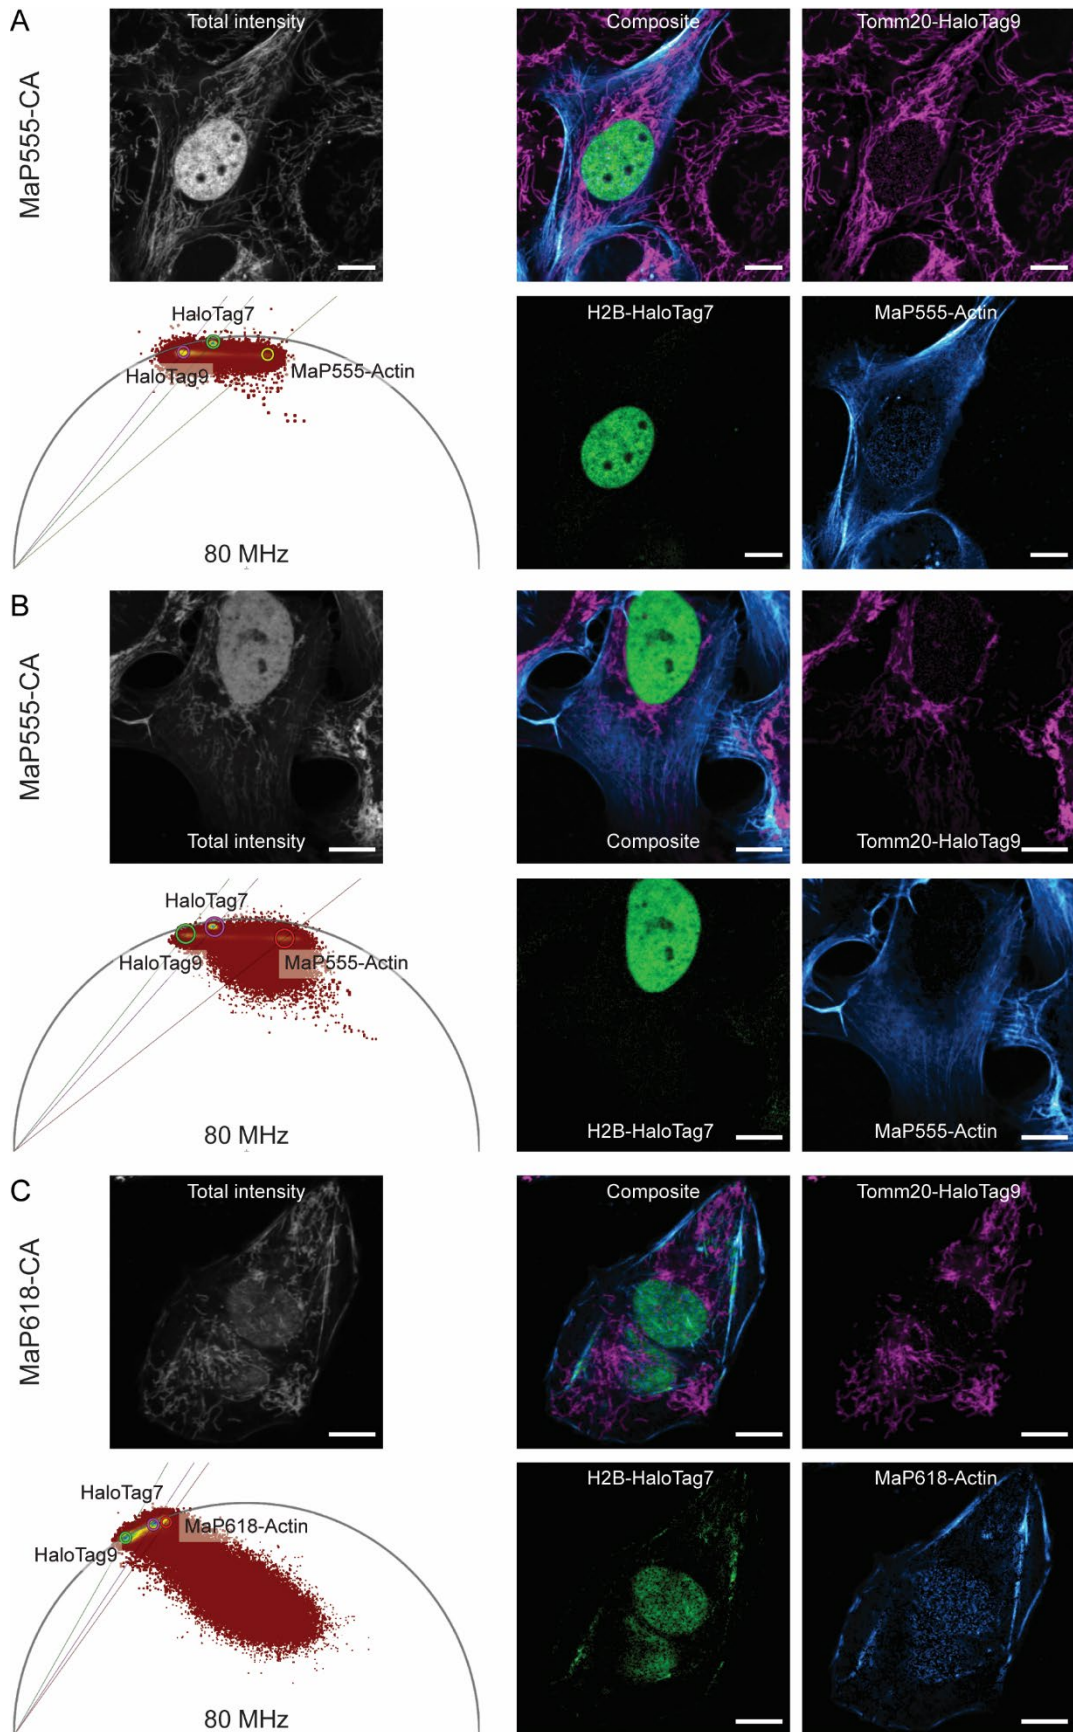 A
MaP555-CA
Total intensity
Composite
Tomm20-HaloTag9
HaloTag7
HaloTag9
MaP555-Actin
80 MHz
H2B-HaloTag7
MaP555-Actin
B
MaP555-CA
Total intensity
Composite
Tomm20-HaloTag9
HaloTag7
HaloTag9
MaP555-Actin
80 MHz
H2B-HaloTag7
MaP555-Actin
C
MaP618-CA
Total intensity
Composite
Tomm20-HaloTag9
HaloTag7
MaP618-Actin
HaloTag9
80 MHz
H2B-HaloTag7
MaP618-Actin